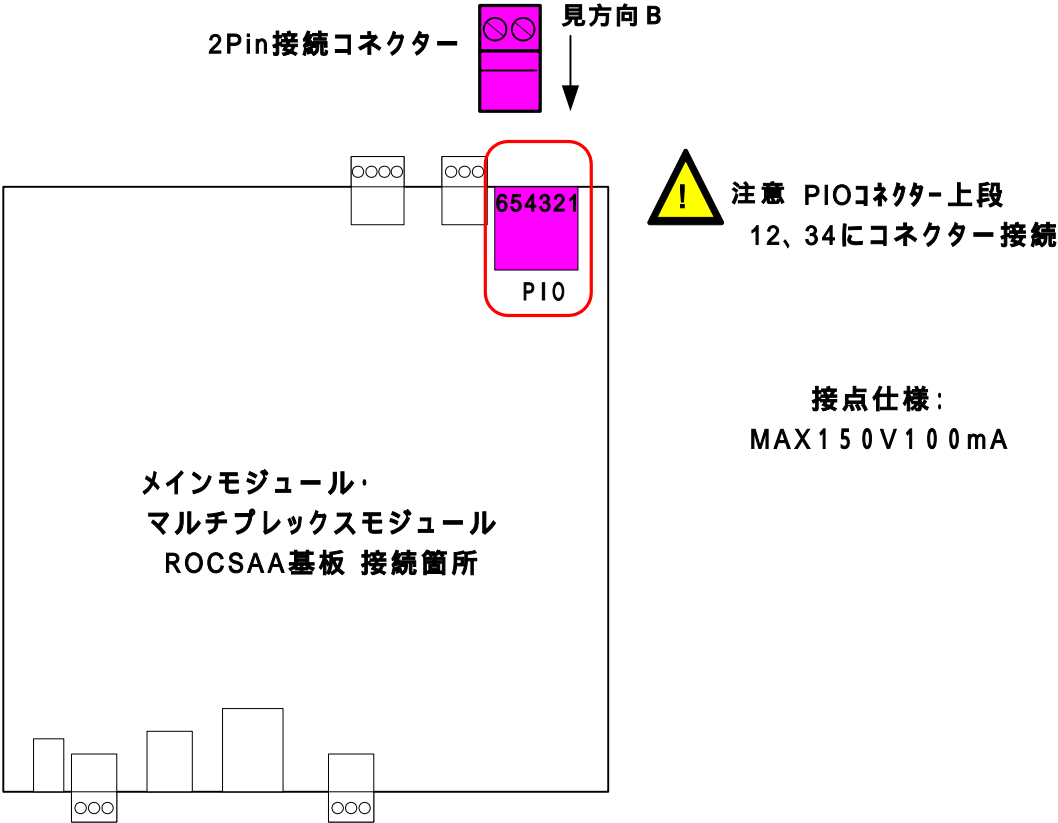 見方向B
2Pin接続コネクター
654321
PIO
! 注意 PIOコネクター上段
12、34にコネクター接続
接点仕様:
MAX150V100mA
メインモジュール・
マルチプレックスモジュール
ROCSAA基板 接続箇所